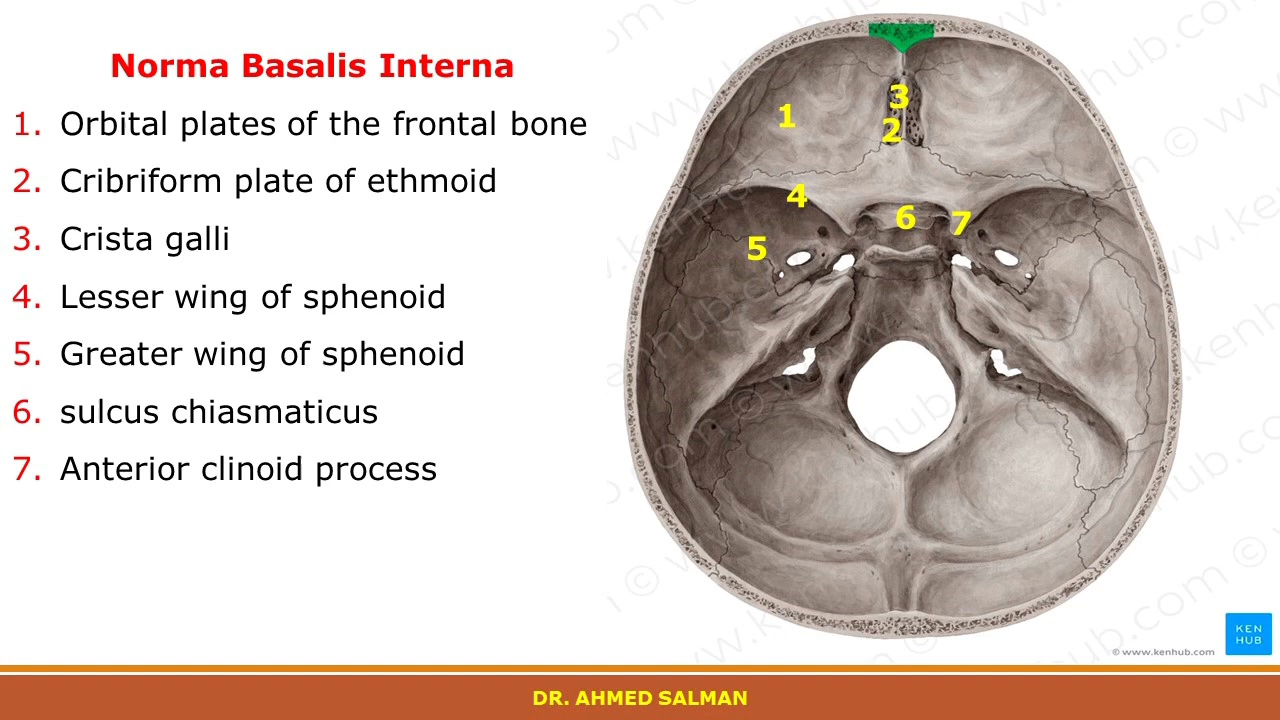 Norma Basalis Interna
1. Orbital plates of the frontal bone
2. Cribriform plate of ethmoid
3. Crista galli
4. Lesser wing of sphenoid
5. Greater wing of sphenoid
6. sulcus chiasmaticus
7. Anterior clinoid process
3
1
2
4
6
7
5
KEN
HUB
© www.kenhub.com
DR. AHMED SALMAN